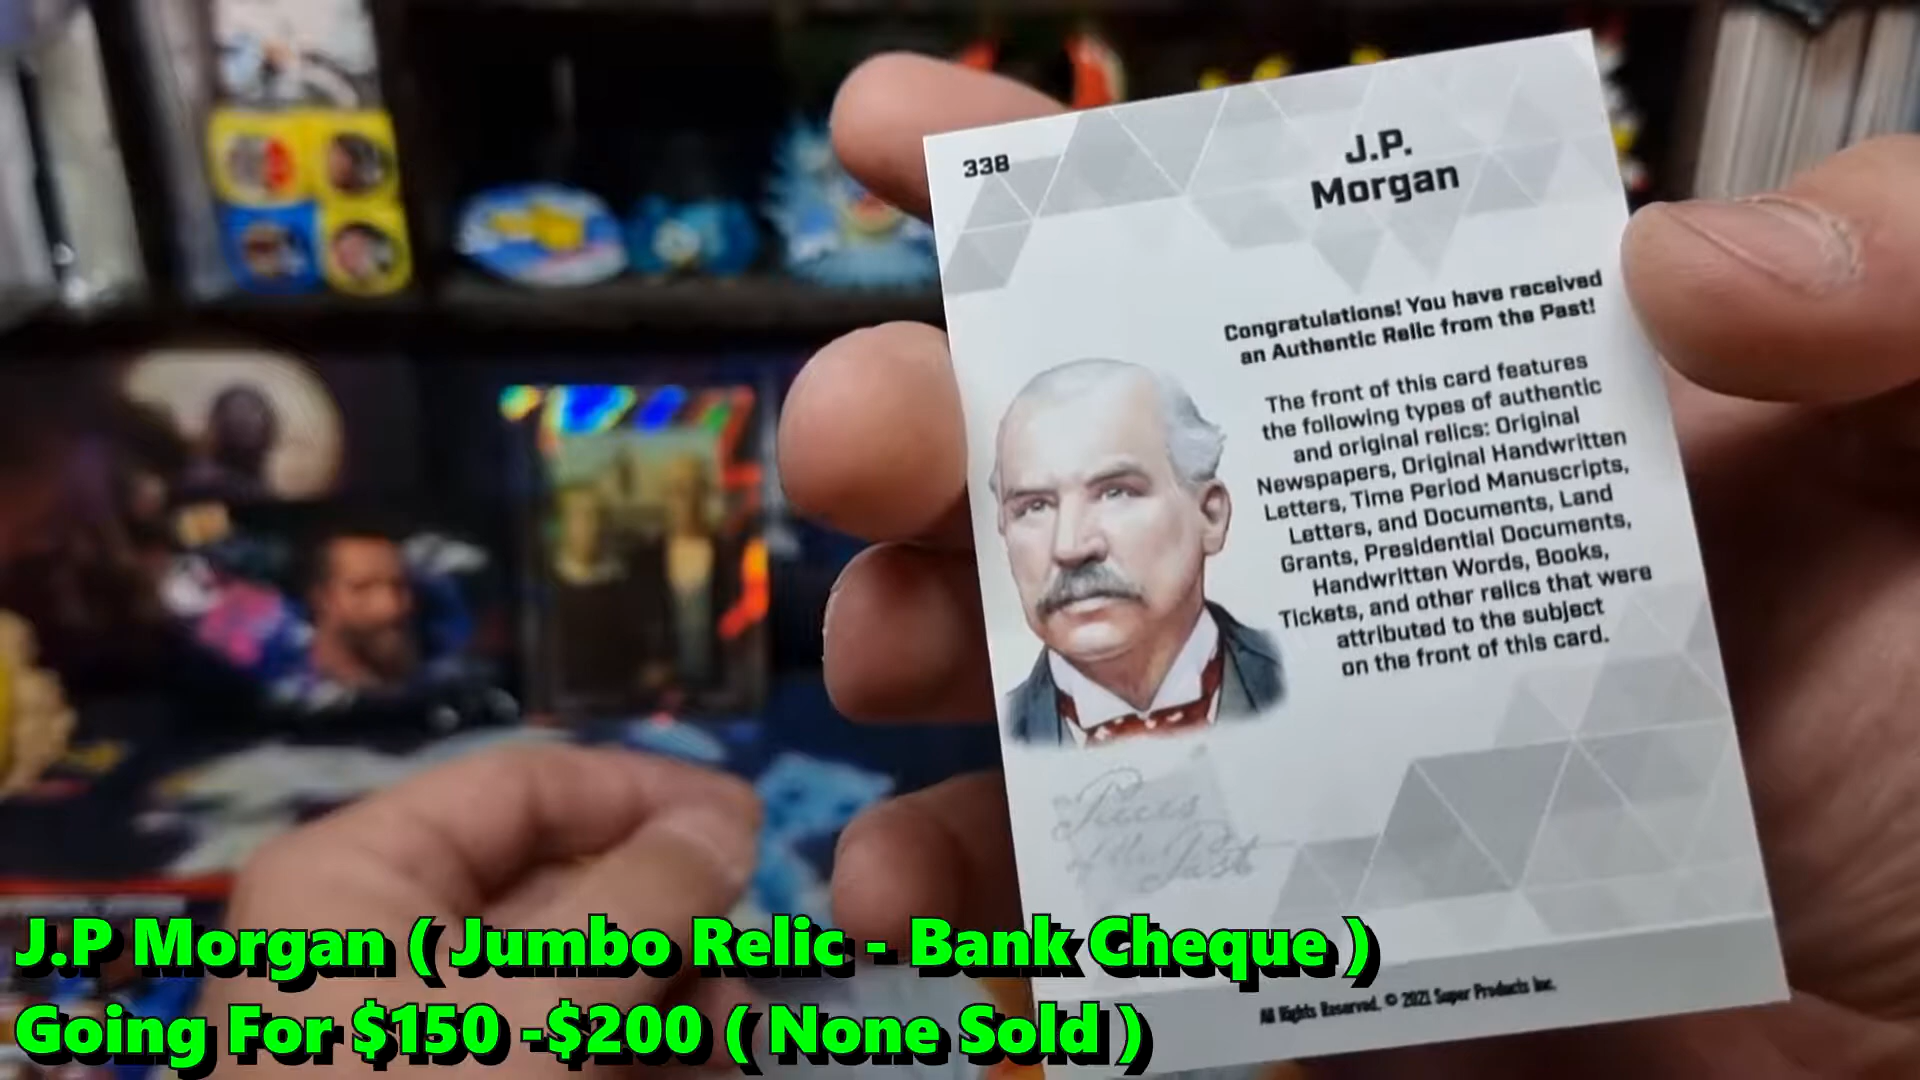 338
J.P.
Morgan
Congratulations! You have received
an Authentic Relic from the Past!
The front of this card features
the following types of authentic
and original relics: Original
Newspapers, Original Handwritten
Letters, Time Period Manuscripts,
Letters, and Documents, Land
Grants, Presidential Documents,
Handwritten Words, Books,
Tickets, and other relics that were
attributed to the subject
on the front of this card.
Pieces
of the Past
All Rights Reserved. © 2021 Super Products Inc.
J.P Morgan ( Jumbo Relic - Bank Cheque )
Going For $150 -$200 ( None Sold )